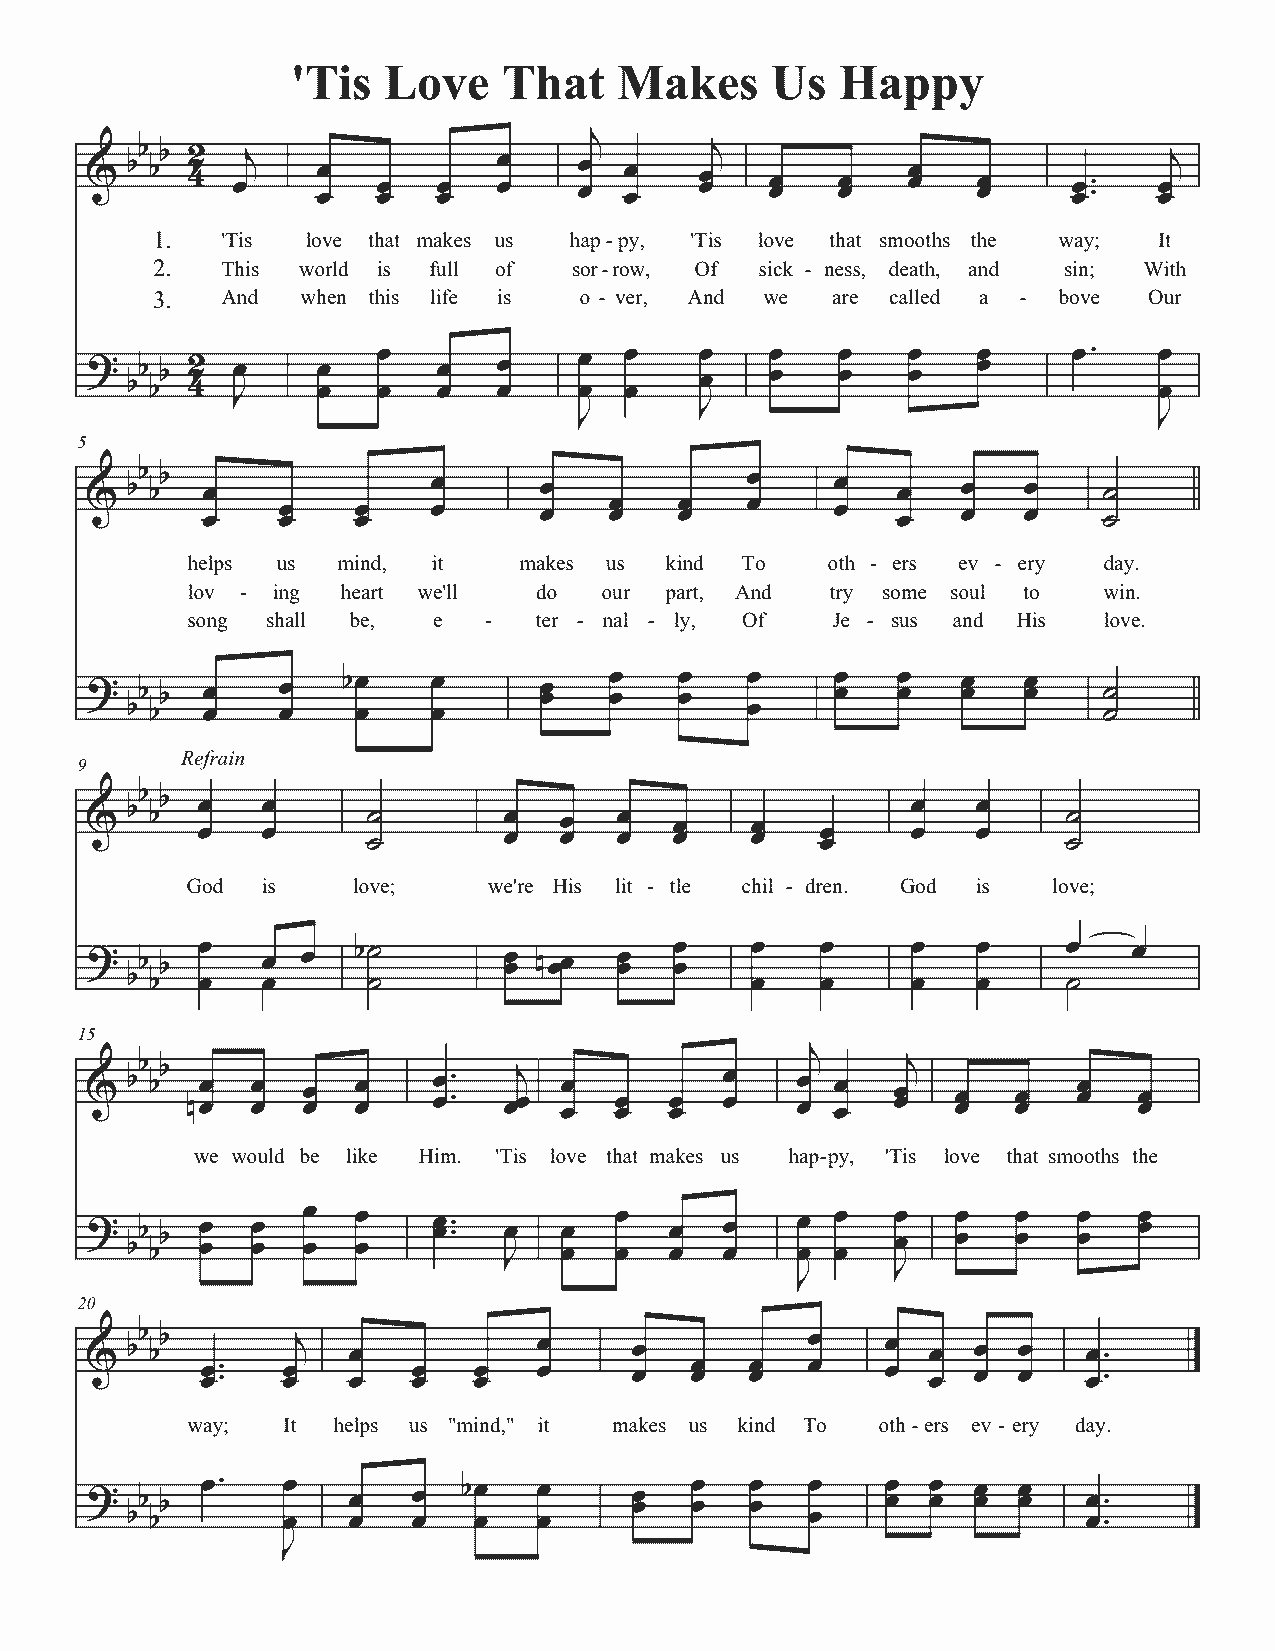 'Tis Love That Makes Us Happy
1. 'Tis love that makes us hap - py, 'Tis love that smooths the way; It
2. This world is full of sor - row, Of sick - ness, death, and sin; With
3. And when this life is o - ver, And we are called a - bove Our
5
helps us mind, it makes us kind To oth - ers ev - ery day.
lov - ing heart we'll do our part, And try some soul to win.
song shall be, e - ter - nal - ly, Of Je - sus and His love.
9 Refrain
God is love; we're His lit - tle chil - dren. God is love;
15
we would be like Him. 'Tis love that makes us hap-py, 'Tis love that smooths the
20
way; It helps us "mind," it makes us kind To oth - ers ev - ery day.